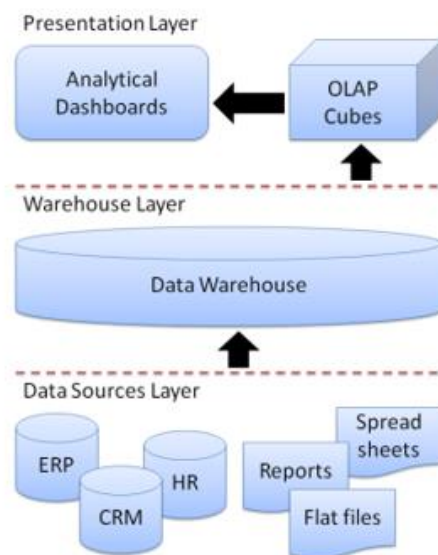 Presentation Layer
Analytical
Dashboards
OLAP
Cubes
Warehouse Layer
Data Warehouse
Data Sources Layer
ERP
CRM
HR
Reports
Spread
sheets
Flat files